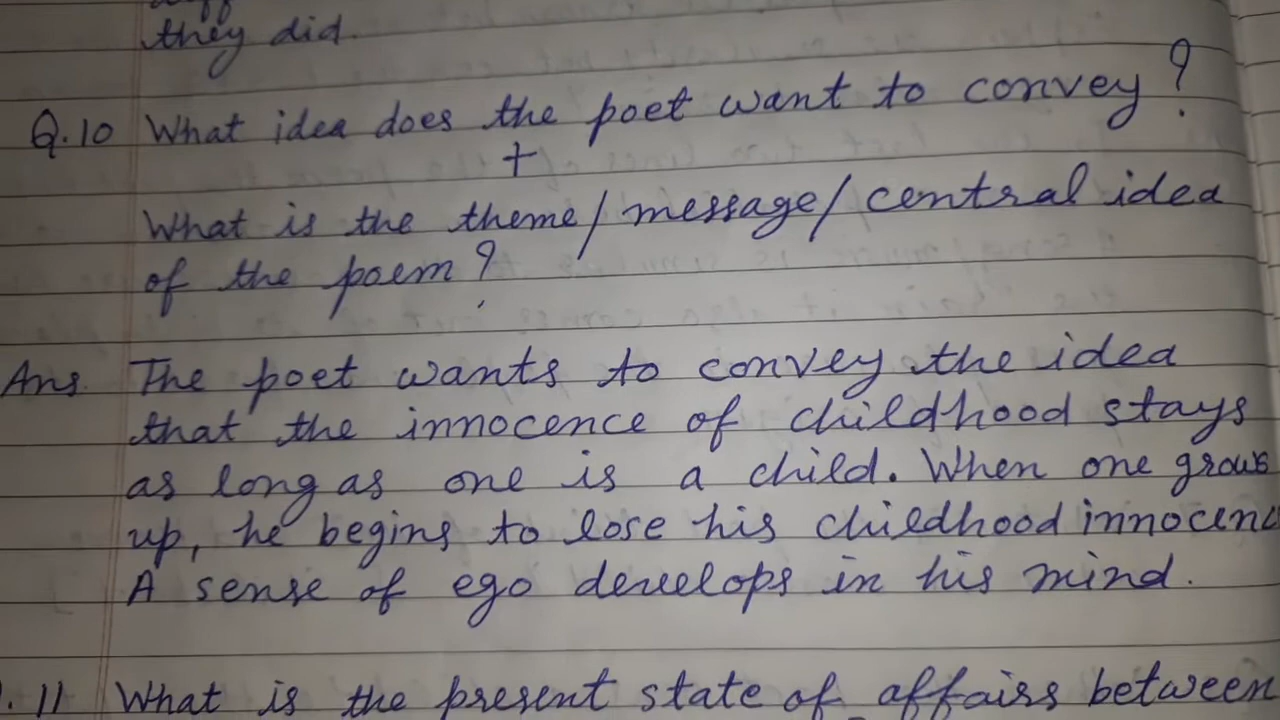 they did.
Q.10 What idea does the poet want to convey?
+
What is the theme/message/central idea
of the poem?
Ans. The poet wants to convey the idea
that the innocence of childhood stays
as long as one is a child. When one grows
up, he begins to lose his childhood innocenc
A sense of ego develops in his mind.
. 11 What is the present state of affairs between